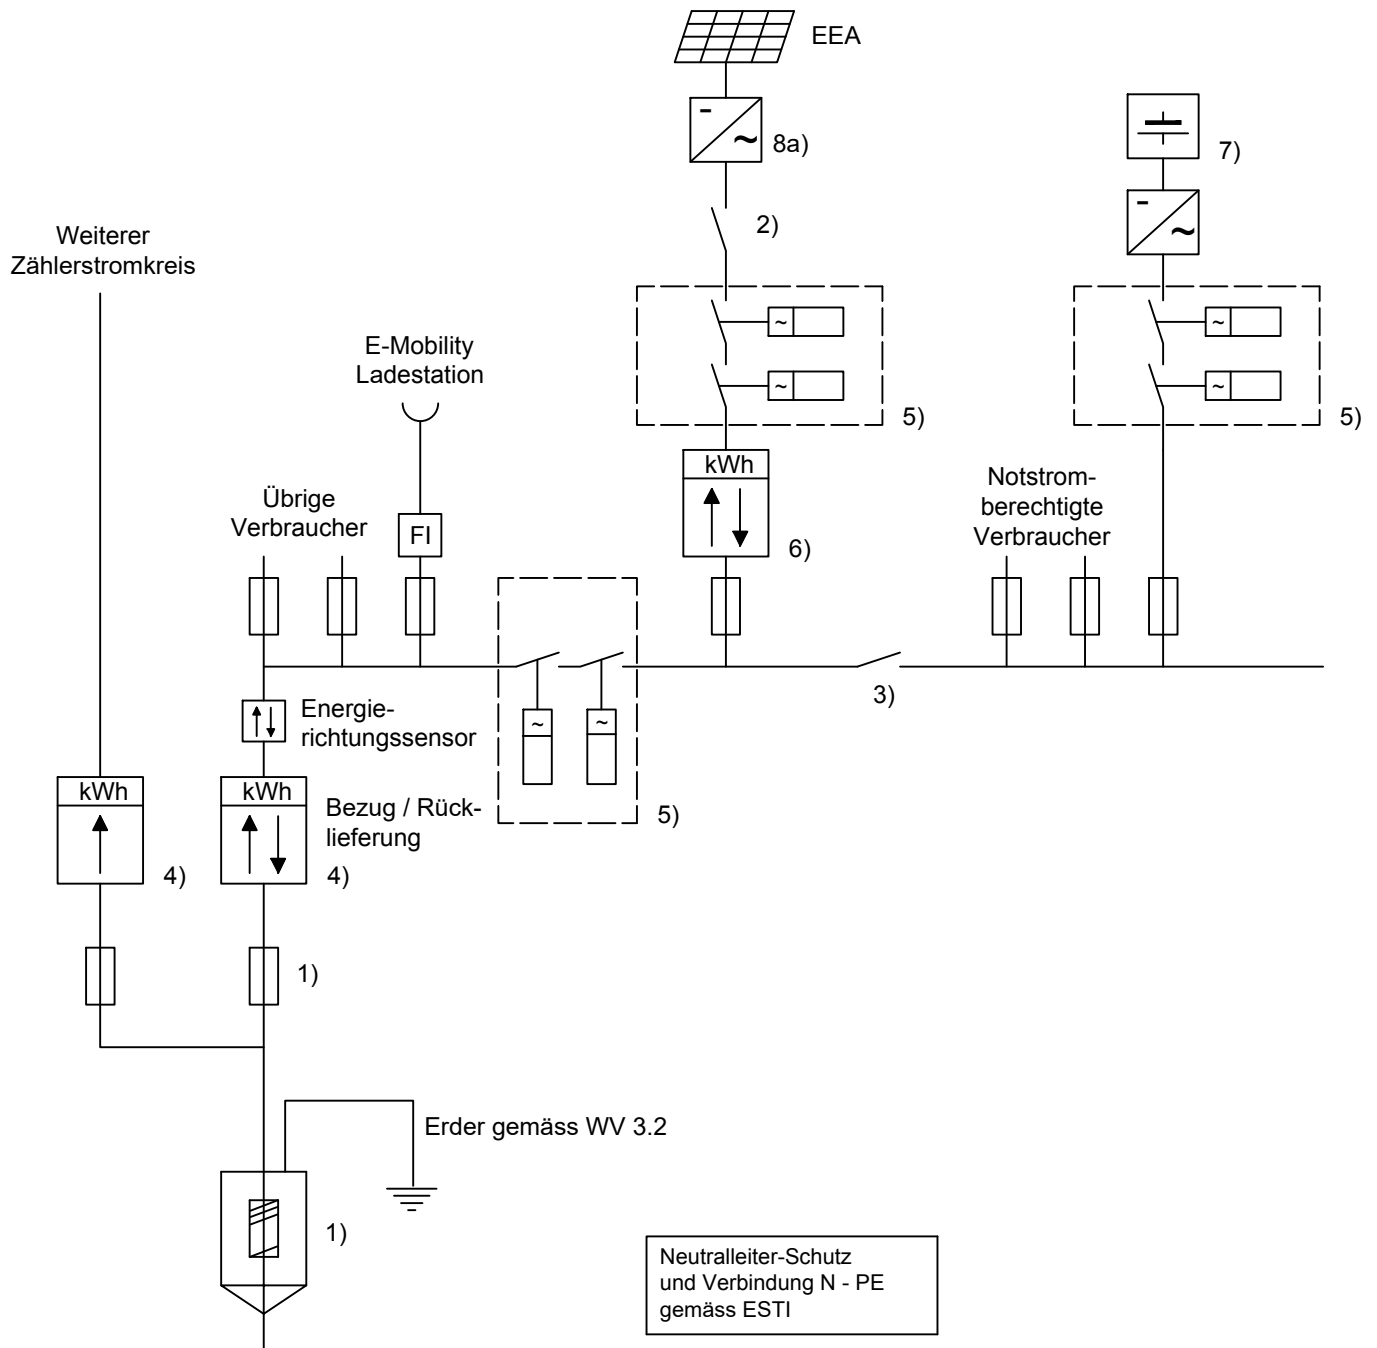 EEA
-
~
8a)
7)
-
~
2)
Weiterer
Zählerstromkreis
~
~
E-Mobility
Ladestation
~
~
5)
5)
kWh
Notstrom-
berechtigte
Verbraucher
Übrige
Verbraucher
FI
6)
3)
Energie-
richtungssensor
~
~
kWh
kWh
Bezug / Rück-
lieferung
5)
4)
4)
1)
Erder gemäss WV 3.2
1)
Neutralleiter-Schutz
und Verbindung N - PE
gemäss ESTI